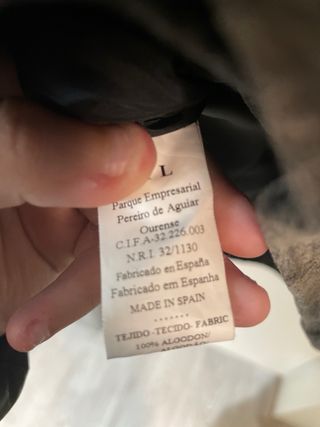 L
Parque Empresarial
Pereiro de Aguiar
Ourense
C.I.F A-32.226.003
N.R.I. 32/1130
Fabricado en España
Fabricado em Espanha
MADE IN SPAIN
.......
TEJIDO -TECIDO- FABRIC
100% ALGODON/